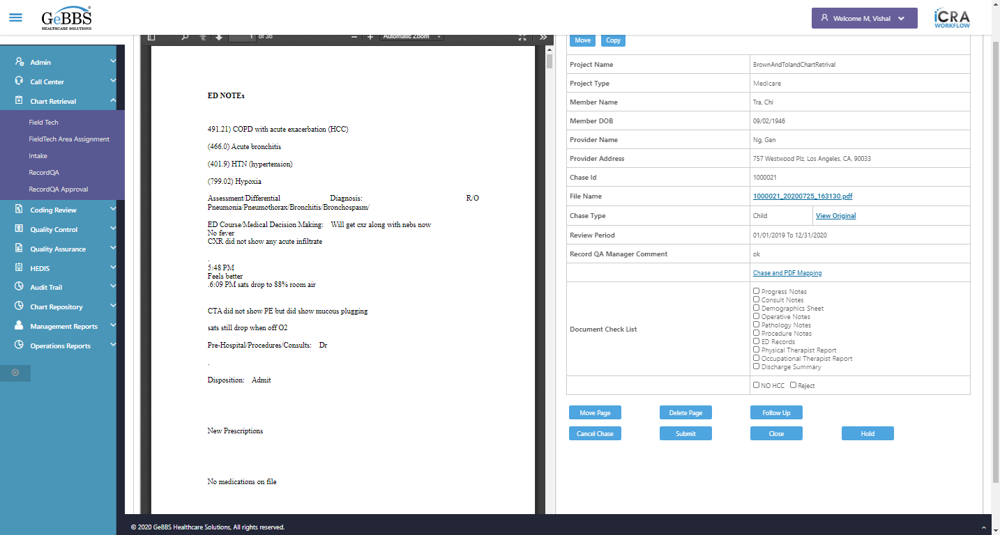 GeBBS
HEALTHCARE SOLUTIONS
Welcome M, Vishal
iCRA
WORKFLOW
Admin
Call Center
Chart Retrieval
Field Tech
FieldTech Area Assignment
Intake
RecordQA
RecordQA Approval
Coding Review
Quality Control
Quality Assurance
HEDIS
Audit Trail
Chart Repository
Management Reports
Operations Reports
1 of 36
Automatic Zoom
ED NOTEs
491.21) COPD with acute exacerbation (HCC)
(466.0) Acute bronchitis
(401.9) HTN (hypertension)
(799.02) Hypoxia
Assessment/Differential Diagnosis: R/O
Pneumonia/Pneumothorax/Bronchitis/Bronchospasm/
ED Course/Medical Decision Making: Will get cxr along with nebs now
No fever
CXR did not show any acute infiltrate
.
5:48 PM
Feels better
.6:09 PM sats drop to 88% room air
CTA did not show PE but did show mucous plugging
sats still drop when off O2
Pre-Hospital/Procedures/Consults: Dr
.
Disposition: Admit
New Prescriptions
No medications on file
Move Copy
Project Name BrownAndTolandChartRetrival
Project Type Medicare
Member Name Tra, Chi
Member DOB 09/02/1946
Provider Name Ng, Gan
Provider Address 757 Westwood Plz, Los Angeles, CA, 90033
Chase Id 1000021
File Name 1000021_20200725_163130.pdf
Chase Type Child View Original
Review Period 01/01/2019 To 12/31/2020
Record QA Manager Comment ok
Chase and PDF Mapping
Document Check List
Progress Notes
Consult Notes
Demographics Sheet
Operative Notes
Pathology Notes
Procedure Notes
ED Records
Physical Therapist Report
Occupational Therapist Report
Discharge Summary
NO HCC Reject
Move Page Delete Page Follow Up
Cancel Chase Submit Close Hold
© 2020 GeBBS Healthcare Solutions, All rights reserved.